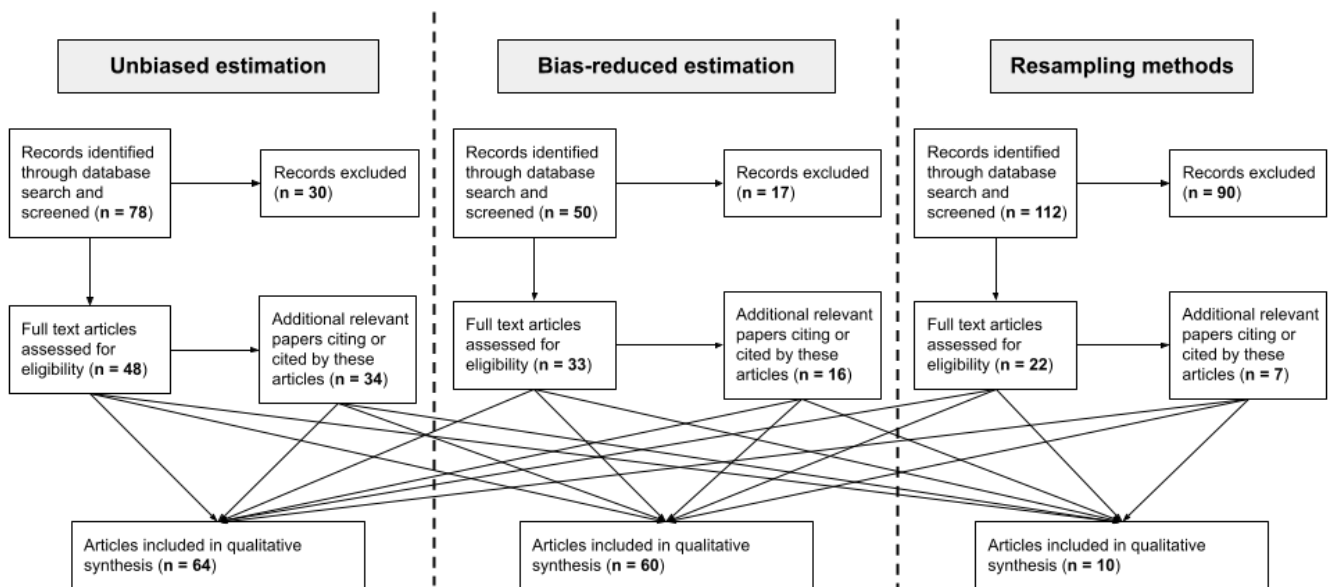 Unbiased estimation
Bias-reduced estimation
Resampling methods
Records identified
through database
search and
screened (n = 78)
Records excluded
(n = 30)
Records identified
through database
search and
screened (n = 50)
Records excluded
(n = 17)
Records identified
through database
search and
screened (n = 112)
Records excluded
(n = 90)
Full text articles
assessed for
eligibility (n = 48)
Additional relevant
papers citing or
cited by these
articles (n = 34)
Full text articles
assessed for
eligibility (n = 33)
Additional relevant
papers citing or
cited by these
articles (n = 16)
Full text articles
assessed for
eligibility (n = 22)
Additional relevant
papers citing or
cited by these
articles (n = 7)
Articles included in qualitative
synthesis (n = 64)
Articles included in qualitative
synthesis (n = 60)
Articles included in qualitative
synthesis (n = 10)